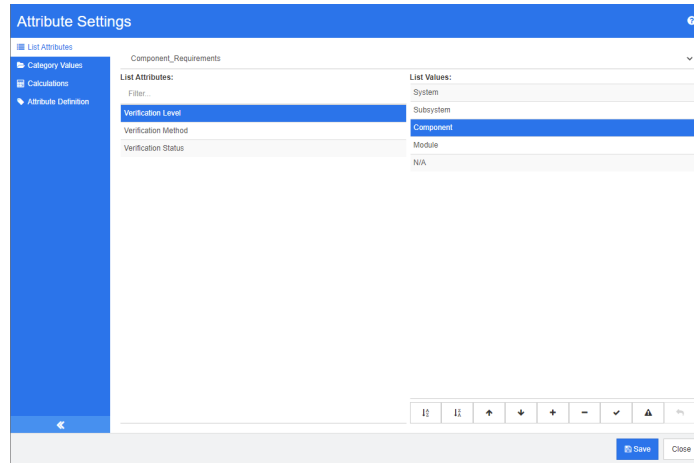 Attribute Settings
List Attributes
Category Values
Calculations
Attribute Definition
Component_Requirements
List Attributes:
Filter...
Verification Level
Verification Method
Verification Status
List Values:
System
Subsystem
Component
Module
N/A
Save
Close